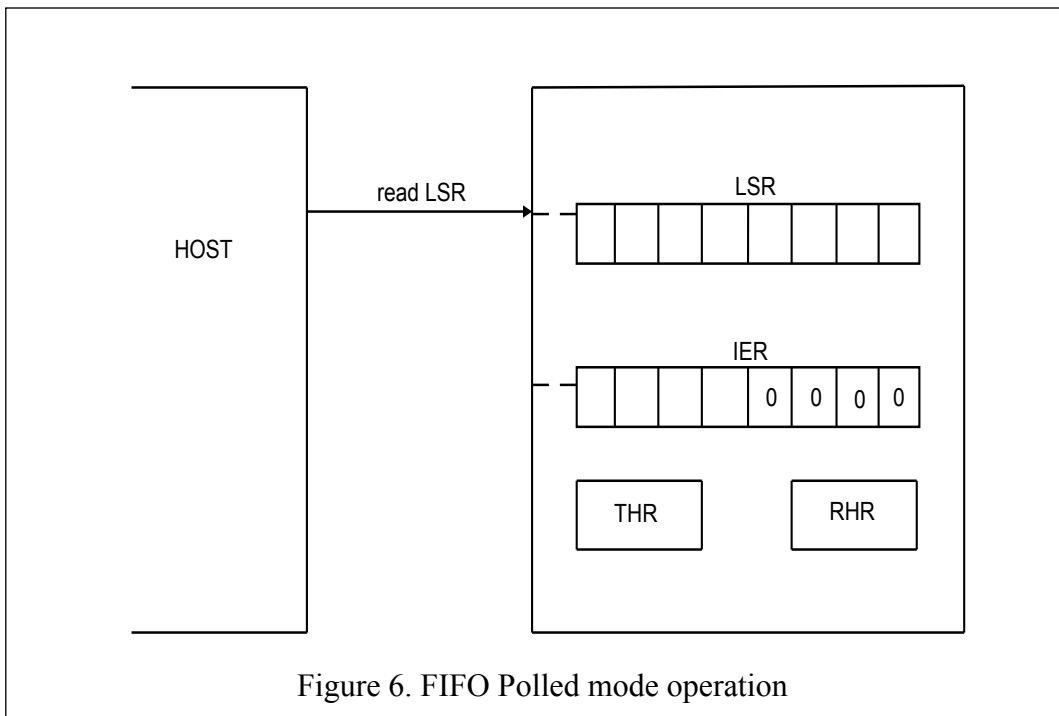 read LSR
LSR
HOST
IER
0 0 0 0
THR RHR
Figure 6. FIFO Polled mode operation